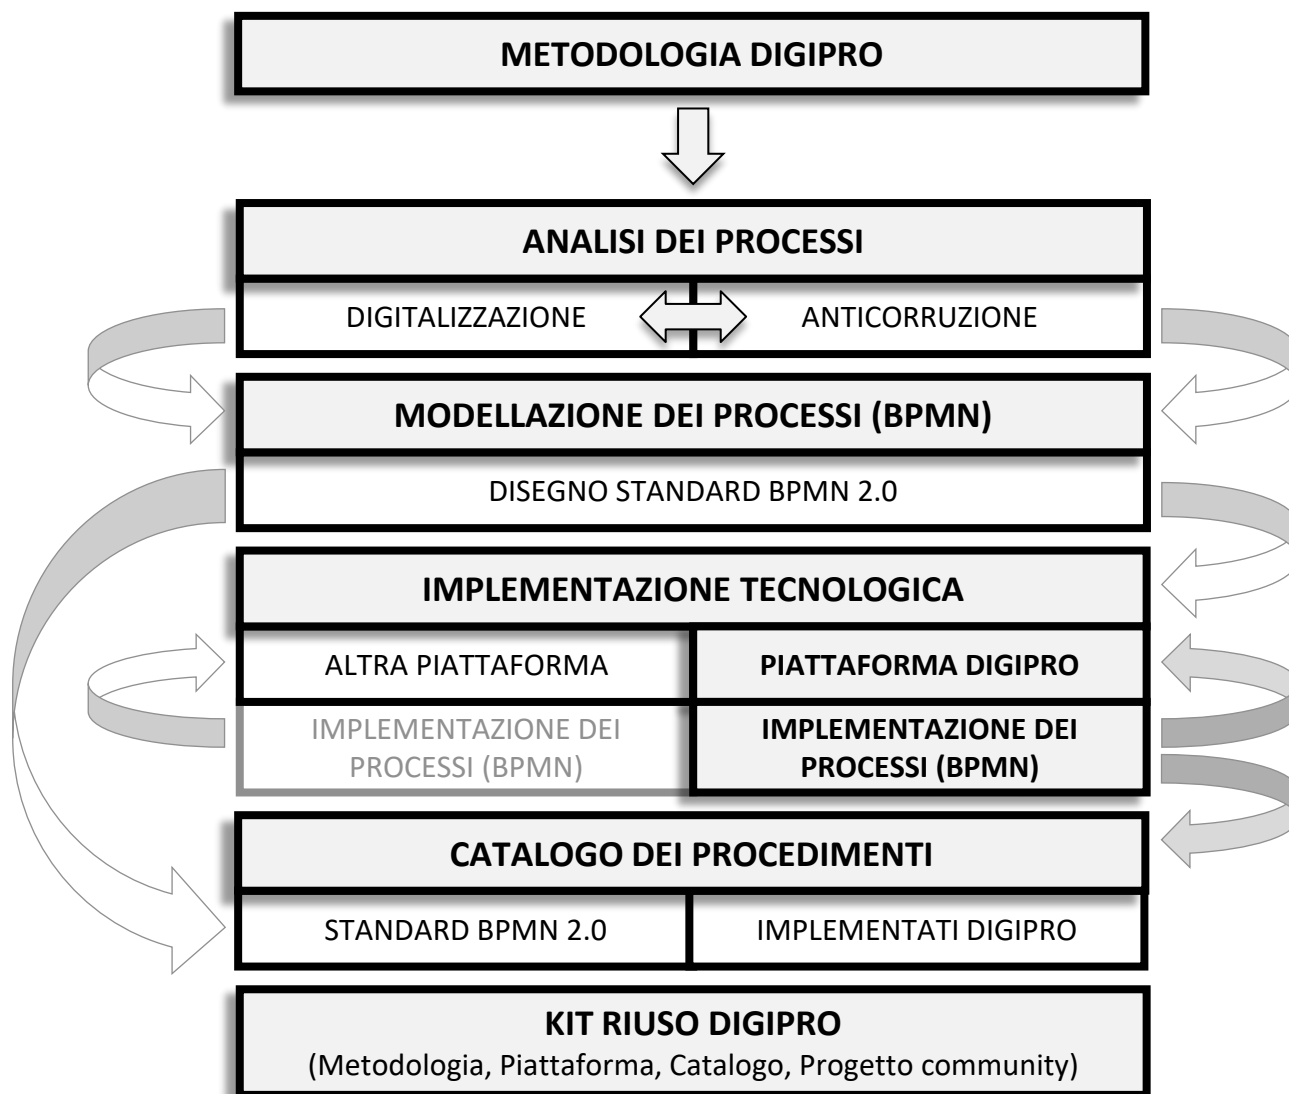 METODOLOGIA DIGIPRO
ANALISI DEI PROCESSI
DIGITALIZZAZIONE
ANTICORRUZIONE
MODELLAZIONE DEI PROCESSI (BPMN)
DISEGNO STANDARD BPMN 2.0
IMPLEMENTAZIONE TECNOLOGICA
ALTRA PIATTAFORMA
PIATTAFORMA DIGIPRO
IMPLEMENTAZIONE DEI
PROCESSI (BPMN)
IMPLEMENTAZIONE DEI
PROCESSI (BPMN)
CATALOGO DEI PROCEDIMENTI
STANDARD BPMN 2.0
IMPLEMENTATI DIGIPRO
KIT RIUSO DIGIPRO
(Metodologia, Piattaforma, Catalogo, Progetto community)